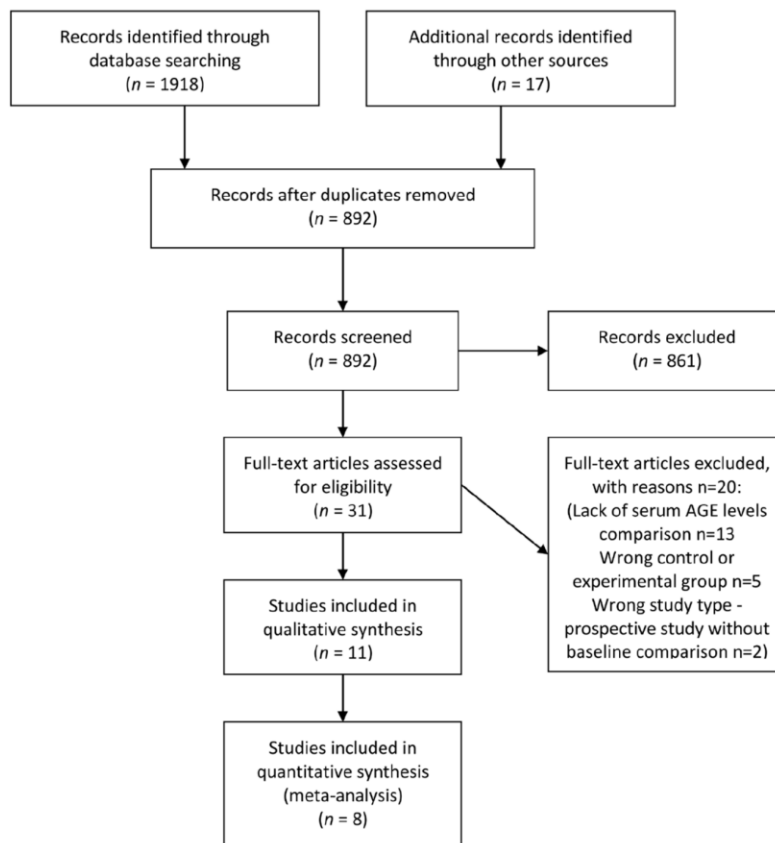 Records identified through
database searching
(n = 1918)
Additional records identified
through other sources
(n = 17)
Records after duplicates removed
(n = 892)
Records screened
(n = 892)
Records excluded
(n = 861)
Full-text articles assessed
for eligibility
(n = 31)
Full-text articles excluded,
with reasons n=20:
(Lack of serum AGE levels
comparison n=13
Wrong control or
experimental group n=5
Wrong study type -
prospective study without
baseline comparison n=2)
Studies included in
qualitative synthesis
(n = 11)
Studies included in
quantitative synthesis
(meta-analysis)
(n = 8)